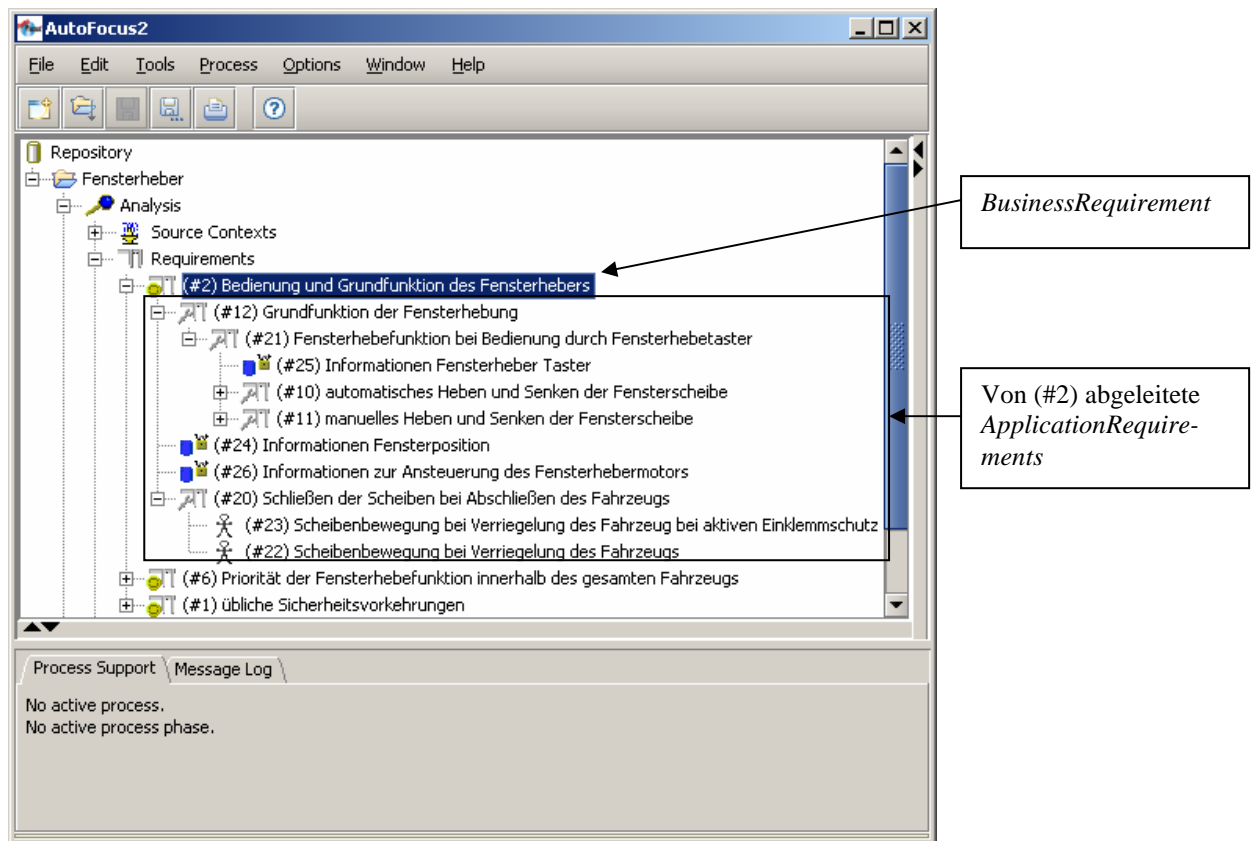 AutoFocus2
File Edit Tools Process Options Window Help
Repository
Fensterheber
Analysis
Source Contexts
Requirements
(#2) Bedienung und Grundfunktion des Fensterhebers
(#12) Grundfunktion der Fensterhebung
(#21) Fensterhebefunktion bei Bedienung durch Fensterhebetaster
(#25) Informationen Fensterheber Taster
(#10) automatisches Heben und Senken der Fensterscheibe
(#11) manuelles Heben und Senken der Fensterscheibe
(#24) Informationen Fensterposition
(#26) Informationen zur Ansteuerung des Fensterhebermotors
(#20) Schließen der Scheiben bei Abschließen des Fahrzeugs
(#23) Scheibenbewegung bei Verriegelung des Fahrzeug bei aktiven Einklemmschutz
(#22) Scheibenbewegung bei Verriegelung des Fahrzeugs
(#6) Priorität der Fensterhebefunktion innerhalb des gesamten Fahrzeugs
(#1) übliche Sicherheitsvorkehrungen
Process Support Message Log
No active process.
No active process phase.
BusinessRequirement
Von (#2) abgeleitete
ApplicationRequire-
ments